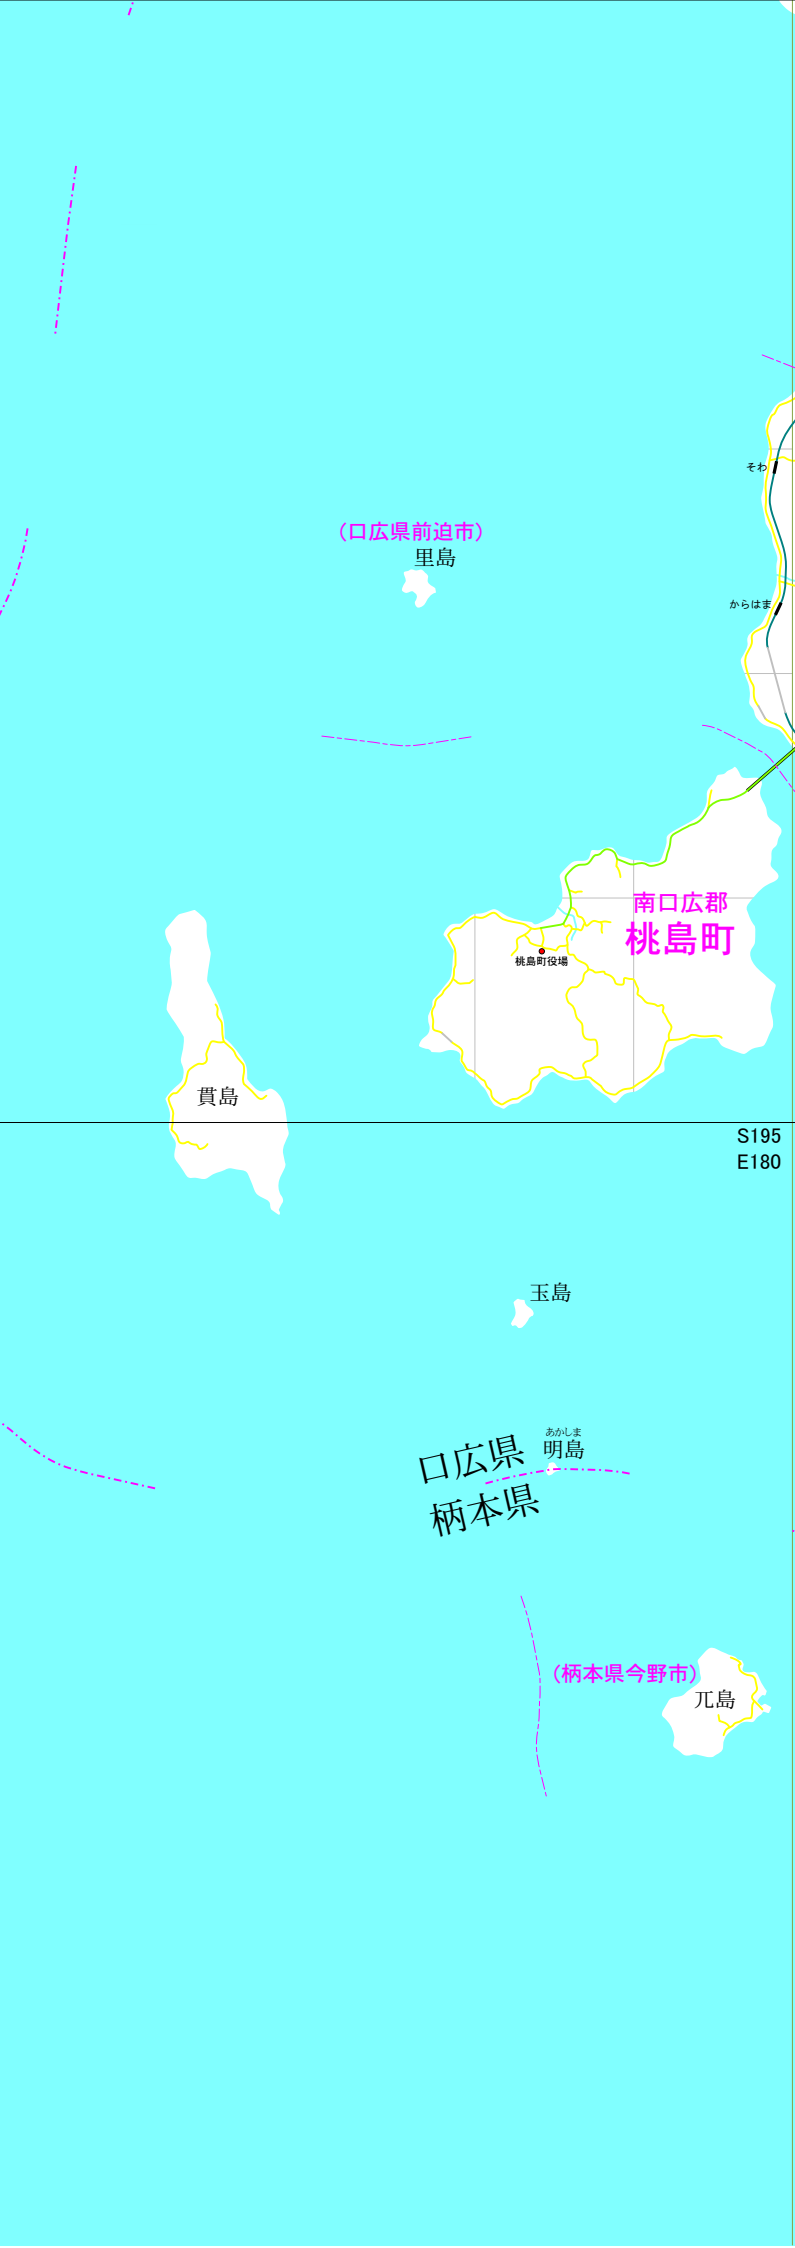 そわ
(口広県前迫市)
里島
からはま
南口広郡
桃島町
桃島町役場
貫島
S195
E180
玉島
あかしま
明島
口広県
柄本県
(柄本県今野市)
兀島